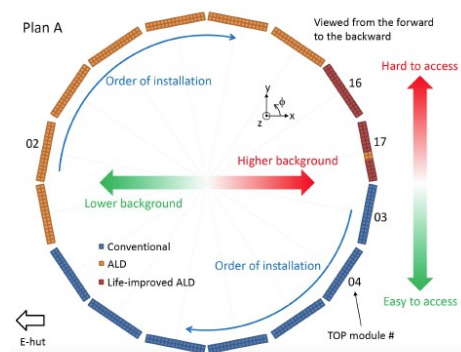 Plan A
Viewed from the forward
to the backward
Hard to access
Order of installation
16
y
ϕ
z
x
17
02
Higher background
Lower background
03
Conventional
ALD
Life-improved ALD
Order of installation
04
Easy to access
E-hut
TOP module #